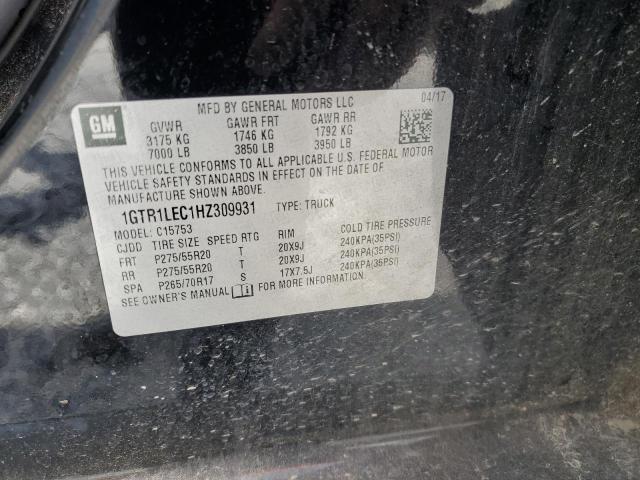 GM
MFD BY GENERAL MOTORS LLC
04/17
GVWR GAWR FRT GAWR RR
3175 KG 1746 KG 1792 KG
7000 LB 3850 LB 3950 LB
THIS VEHICLE CONFORMS TO ALL APPLICABLE U.S. FEDERAL MOTOR
VEHICLE SAFETY STANDARDS IN EFFECT ON THE DATE OF
MANUFACTURE SHOWN ABOVE.
1GTR1LEC1HZ309931 TYPE: TRUCK
MODEL: C15753
CJDD TIRE SIZE SPEED RTG RIM COLD TIRE PRESSURE
FRT P275/55R20 T 20X9J 240KPA(35PSI)
RR P275/55R20 T 20X9J 240KPA(35PSI)
SPA P265/70R17 S 17X7.5J 240KPA(35PSI)
SEE OWNER'S MANUAL FOR MORE INFORMATION.